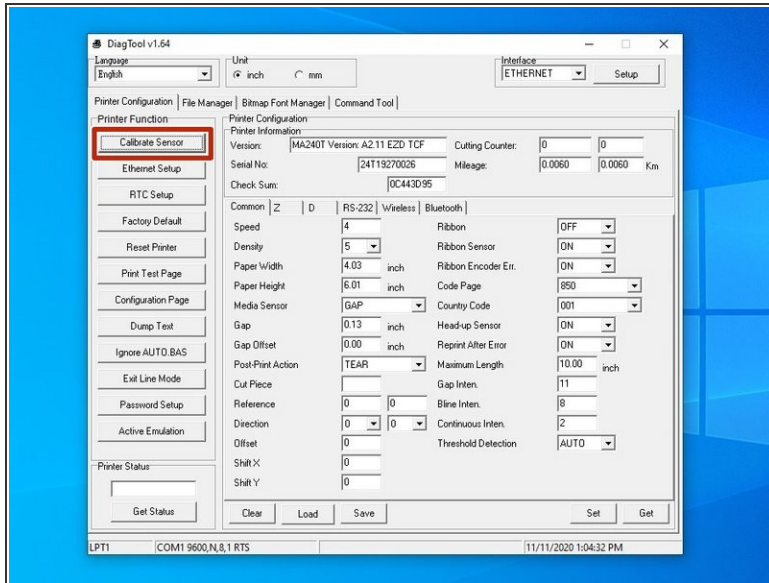 DiagTool v1.64
Language
English
Unit
inch
mm
Interface
ETHERNET
Setup
Printer Configuration
File Manager
Bitmap Font Manager
Command Tool
Printer Function
Calibrate Sensor
Ethernet Setup
RTC Setup
Factory Default
Reset Printer
Print Test Page
Configuration Page
Dump Text
Ignore AUTO.BAS
Exit Line Mode
Password Setup
Active Emulation
Printer Status
Get Status
Printer Configuration
Printer Information
Version: MA240T Version: A2.11 EZD TCF
Cutting Counter: 0 0
Serial No: 24T19270026
Mileage: 0.0060 0.0060 Km
Check Sum: 0C443D95
Common Z D RS-232 Wireless Bluetooth
Speed 4
Ribbon OFF
Density 5
Ribbon Sensor ON
Paper Width 4.03 inch
Ribbon Encoder Err. ON
Paper Height 6.01 inch
Code Page 850
Media Sensor GAP
Country Code 001
Gap 0.13 inch
Head-up Sensor ON
Gap Offset 0.00 inch
Reprint After Error ON
Post-Print Action TEAR
Maximum Length 10.00 inch
Cut Piece
Gap Inten. 11
Reference 0 0
Bline Inten. 8
Direction 0 0
Continuous Inten. 2
Offset 0
Threshold Detection AUTO
Shift X 0
Shift Y 0
Clear Load Save Set Get
LPT1 COM1 9600,N,8,1 RTS 11/11/2020 1:04:32 PM